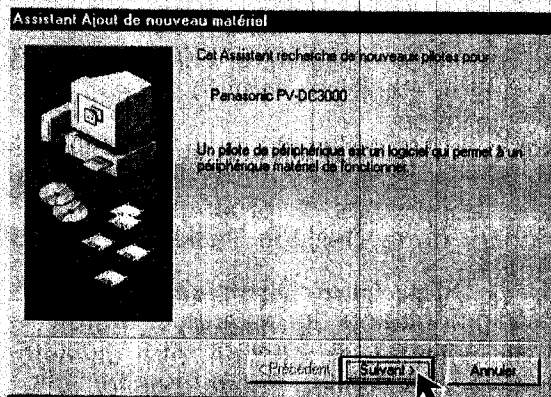 Assistant Ajout de nouveau matériel
Cet Assistant recherche de nouveaux pilotes pour :
Panasonic PV-DC3000
Un pilote de périphérique est un logiciel qui permet à un
périphérique matériel de fonctionner.
< Précédent
Suivant >
Annuler